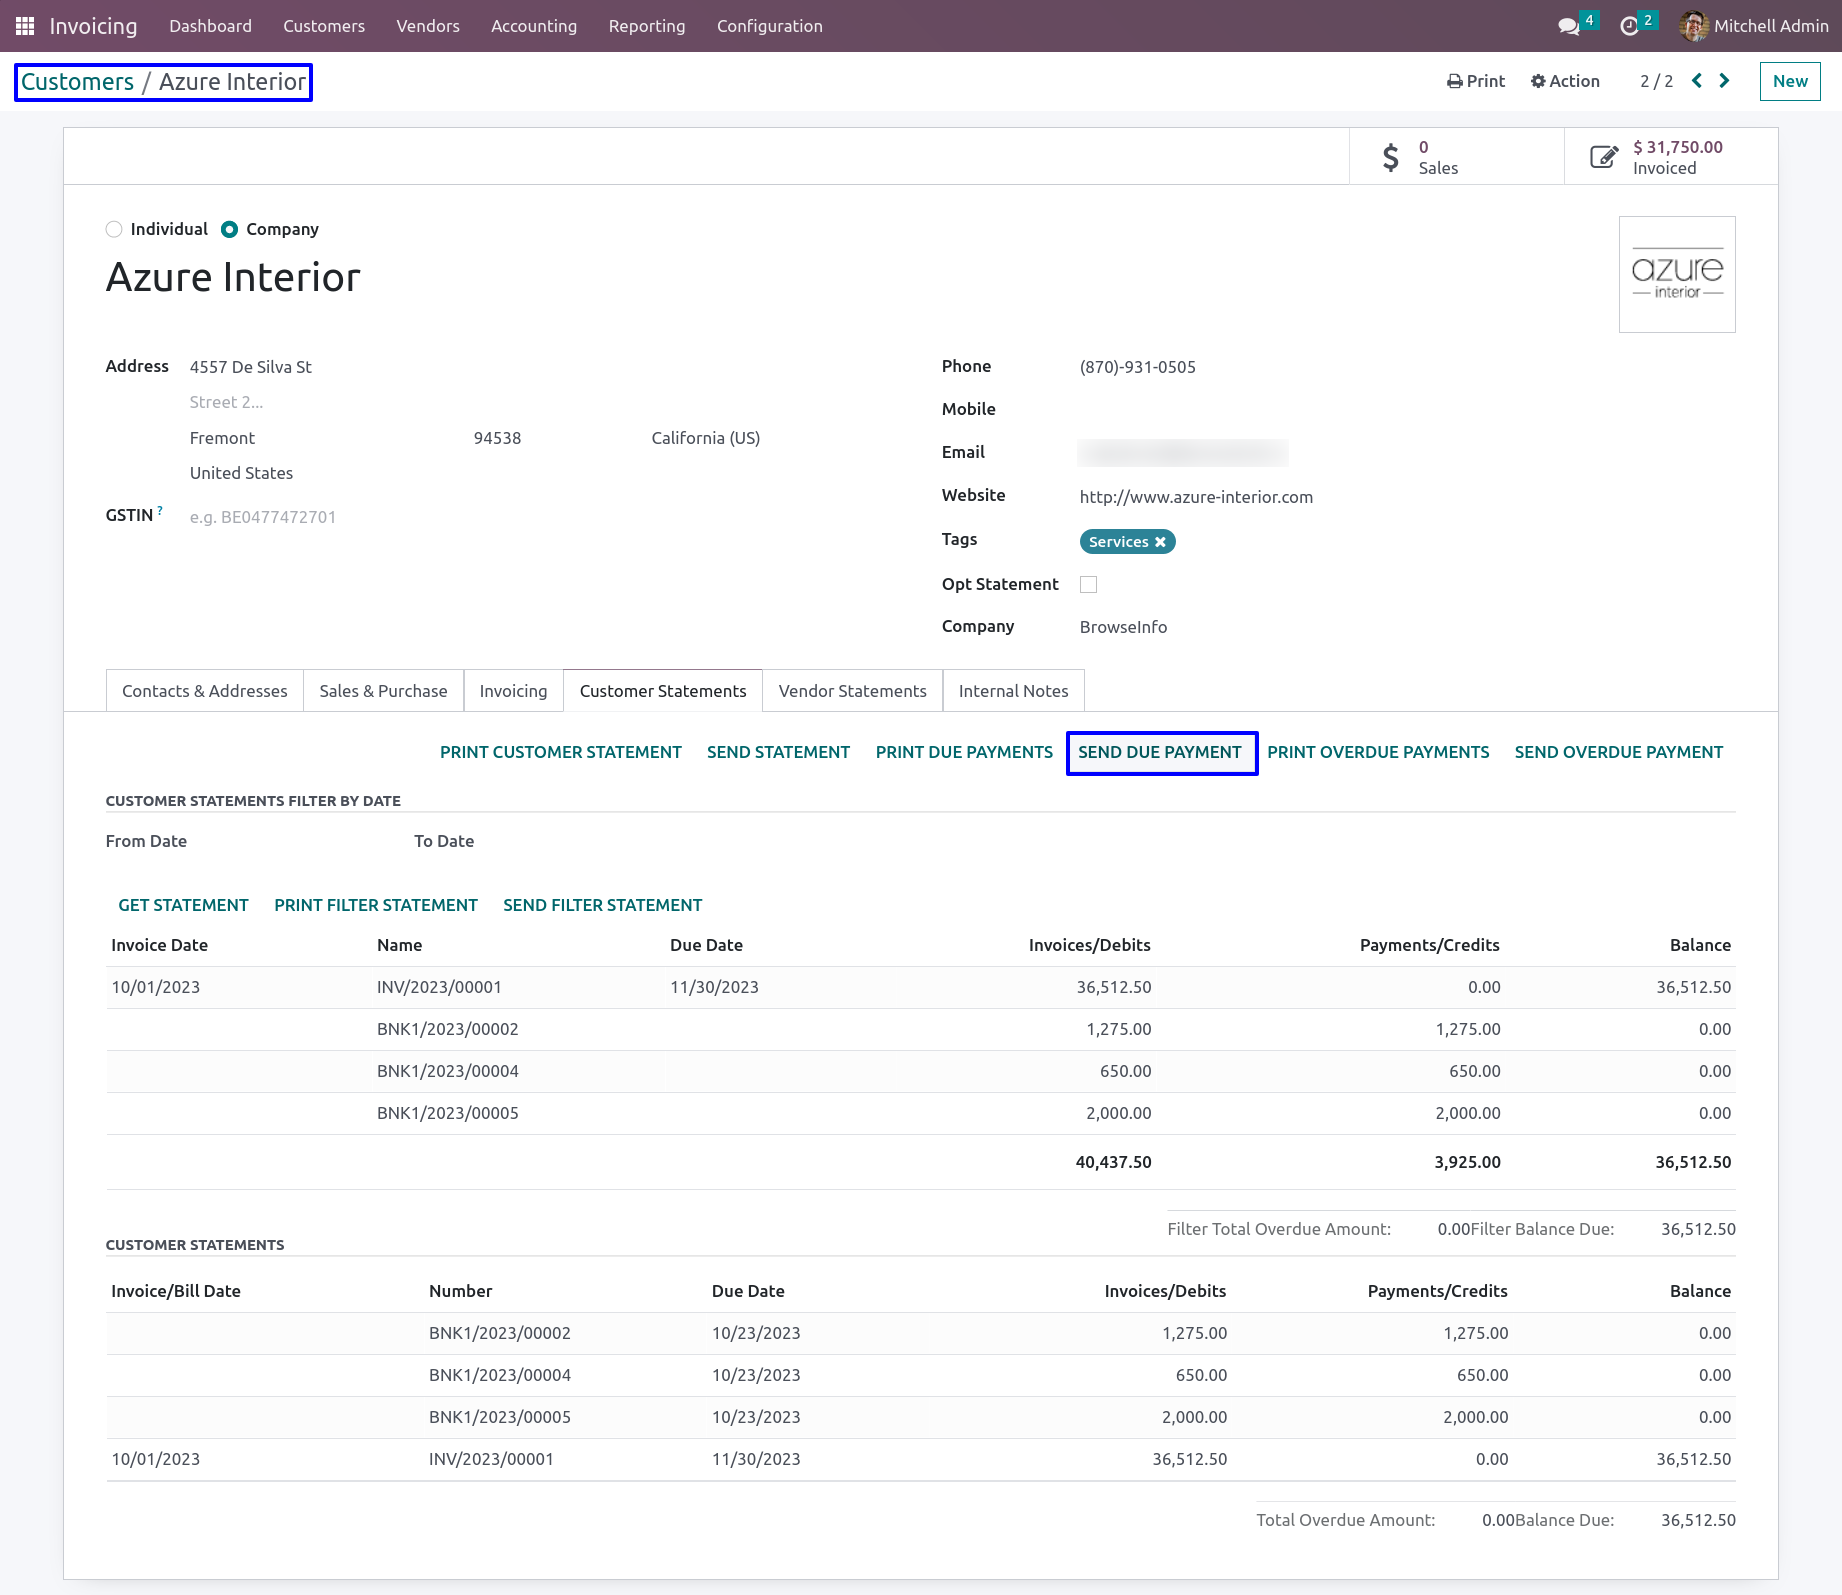 Invoicing Dashboard Customers Vendors Accounting Reporting Configuration 4 2 Mitchell Admin
Customers / Azure Interior Print Action 2 / 2 New
$ 0 Sales
$ 31,750.00 Invoiced
Individual Company
Azure Interior
azure
interior
Address 4557 De Silva St
Street 2...
Fremont 94538 California (US)
United States
GSTIN ? e.g. BE0477472701
Phone (870)-931-0505
Mobile
Email
Website http://www.azure-interior.com
Tags Services ✖
Opt Statement
Company BrowseInfo
Contacts & Addresses Sales & Purchase Invoicing Customer Statements Vendor Statements Internal Notes
PRINT CUSTOMER STATEMENT SEND STATEMENT PRINT DUE PAYMENTS SEND DUE PAYMENT PRINT OVERDUE PAYMENTS SEND OVERDUE PAYMENT
CUSTOMER STATEMENTS FILTER BY DATE
From Date To Date
GET STATEMENT PRINT FILTER STATEMENT SEND FILTER STATEMENT
Invoice Date Name Due Date Invoices/Debits Payments/Credits Balance
10/01/2023 INV/2023/00001 11/30/2023 36,512.50 0.00 36,512.50
BNK1/2023/00002 1,275.00 1,275.00 0.00
BNK1/2023/00004 650.00 650.00 0.00
BNK1/2023/00005 2,000.00 2,000.00 0.00
40,437.50 3,925.00 36,512.50
Filter Total Overdue Amount: 0.00 Filter Balance Due: 36,512.50
CUSTOMER STATEMENTS
Invoice/Bill Date Number Due Date Invoices/Debits Payments/Credits Balance
BNK1/2023/00002 10/23/2023 1,275.00 1,275.00 0.00
BNK1/2023/00004 10/23/2023 650.00 650.00 0.00
BNK1/2023/00005 10/23/2023 2,000.00 2,000.00 0.00
10/01/2023 INV/2023/00001 11/30/2023 36,512.50 0.00 36,512.50
Total Overdue Amount: 0.00 Balance Due: 36,512.50